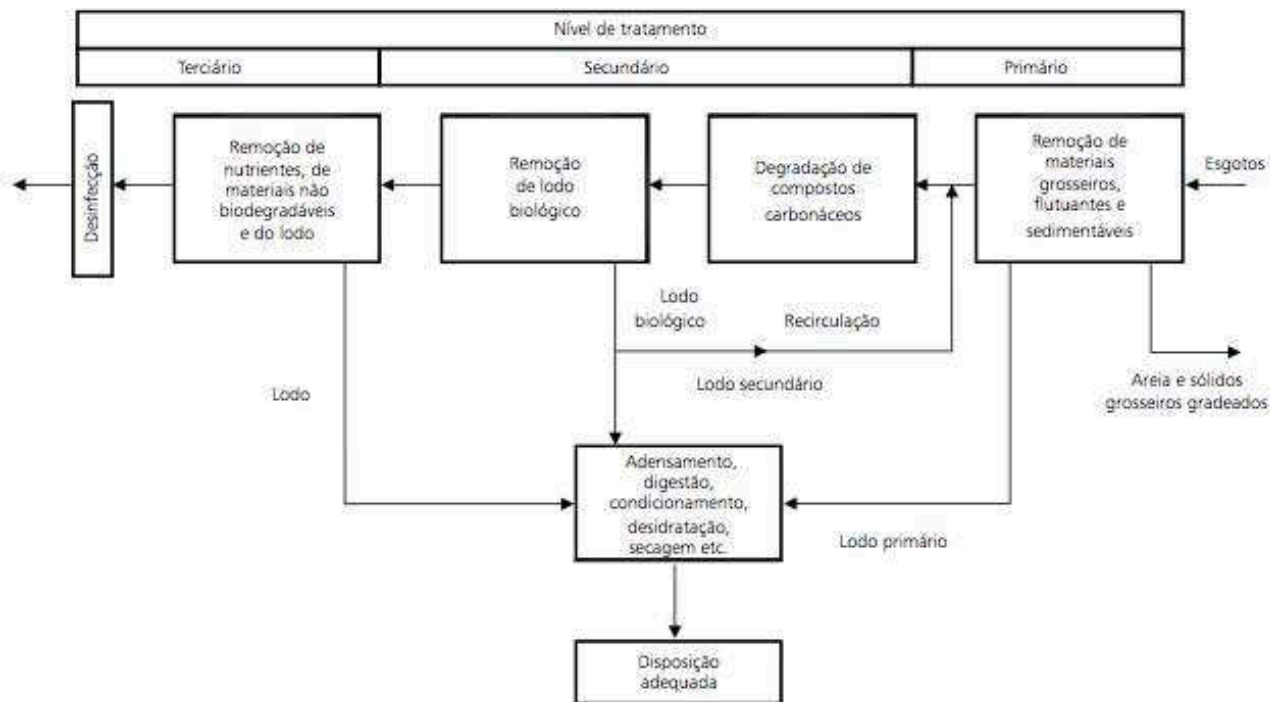 Nível de tratamento
Terciário
Secundário
Primário
Desinfecção
Remoção de
nutrientes, de
materiais não
biodegradáveis
e do lodo
Remoção
de lodo
biológico
Degradação de
compostos
carbonáceos
Remoção de
materiais
grosseiros,
flutuantes e
sedimentáveis
Esgotos
Lodo
biológico
Recirculação
Lodo secundário
Areia e sólidos
grosseiros gradeados
Lodo
Adensamento,
digestão,
condicionamento,
desidratação,
secagem etc.
Lodo primário
Disposição
adequada